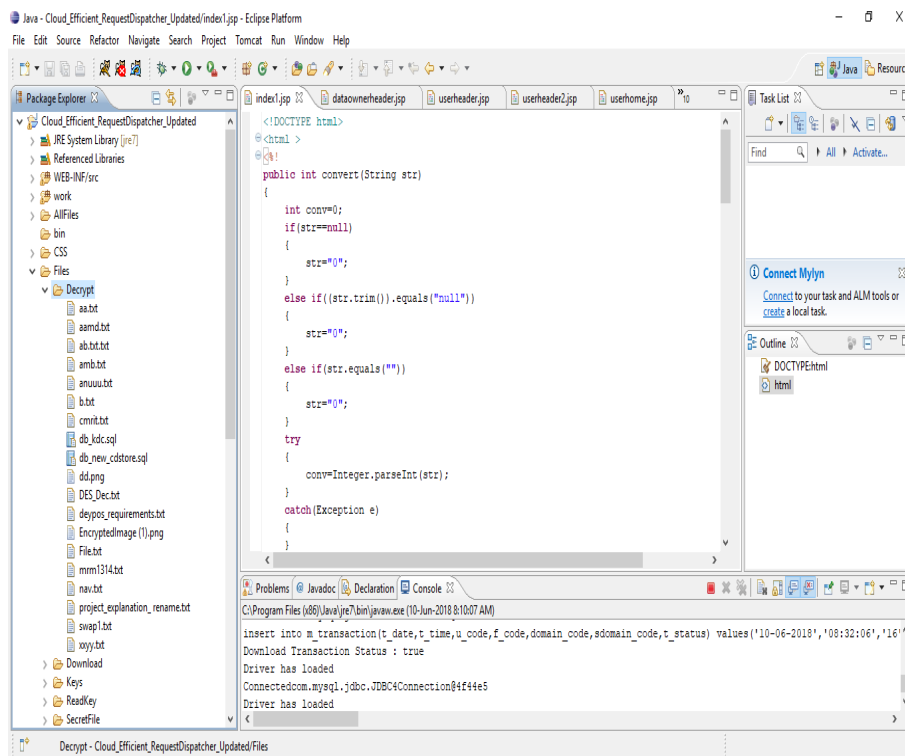 Java - Cloud_Efficient_RequestDispatcher_Updated/index1.jsp - Eclipse Platform
File Edit Source Refactor Navigate Search Project Tomcat Run Window Help
Java Resourc
Package Explorer
Cloud_Efficient_RequestDispatcher_Updated
JRE System Library [jre7]
Referenced Libraries
WEB-INF/src
work
AllFiles
bin
CSS
Files
Decrypt
aa.txt
aamd.txt
ab.txt.txt
amb.txt
anuuu.txt
b.txt
cmrit.txt
db_kdc.sql
db_new_cdstore.sql
dd.png
DES_Dec.txt
deypos_requirements.txt
EncryptedImage (1).png
File.txt
mrm1314.txt
nav.txt
project_explanation_rename.txt
swap1.txt
xxyy.txt
Download
Keys
ReadKey
SecretFile
index1.jsp dataownerheader.jsp userheader.jsp userheader2.jsp userhome.jsp »10
<!DOCTYPE html>
<html >
<%!
public int convert(String str)
{
int conv=0;
if(str==null)
{
str="0";
}
else if((str.trim()).equals("null"))
{
str="0";
}
else if(str.equals(""))
{
str="0";
}
try
{
conv=Integer.parseInt(str);
}
catch(Exception e)
{
}
Task List
Find All Activate...
Connect Mylyn
Connect to your task and ALM tools or
create a local task.
Outline
DOCTYPE:html
html
Problems @ Javadoc Declaration Console
C:\Program Files (x86)\Java\jre7\bin\javaw.exe (10-Jun-2018 8:10:07 AM)
insert into m_transaction(t_date,t_time,u_code,f_code,domain_code,sdomain_code,t_status) values('10-06-2018','08:32:06','16'
Download Transaction Status : true
Driver has loaded
Connectedcom.mysql.jdbc.JDBC4Connection@4f44e5
Driver has loaded
Decrypt - Cloud_Efficient_RequestDispatcher_Updated/Files